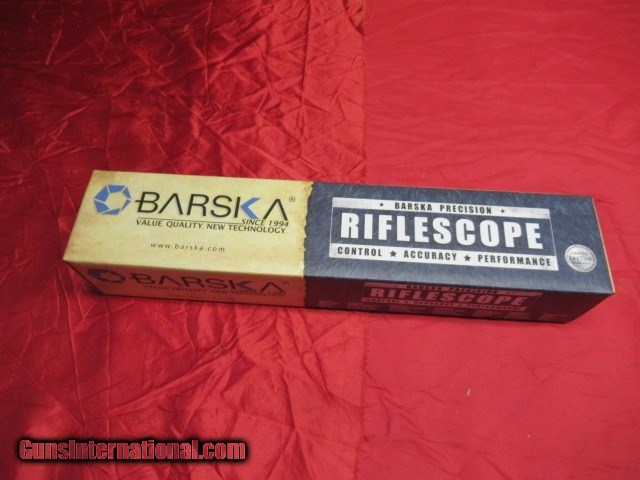 BARSKA®
SINCE 1994
VALUE. QUALITY. NEW TECHNOLOGY.
www.barska.com
★ BARSKA PRECISION ★
RIFLESCOPE
CONTROL ★ ACCURACY ★ PERFORMANCE
BARSKA
RIFLESCOPE
GunsInternational.com